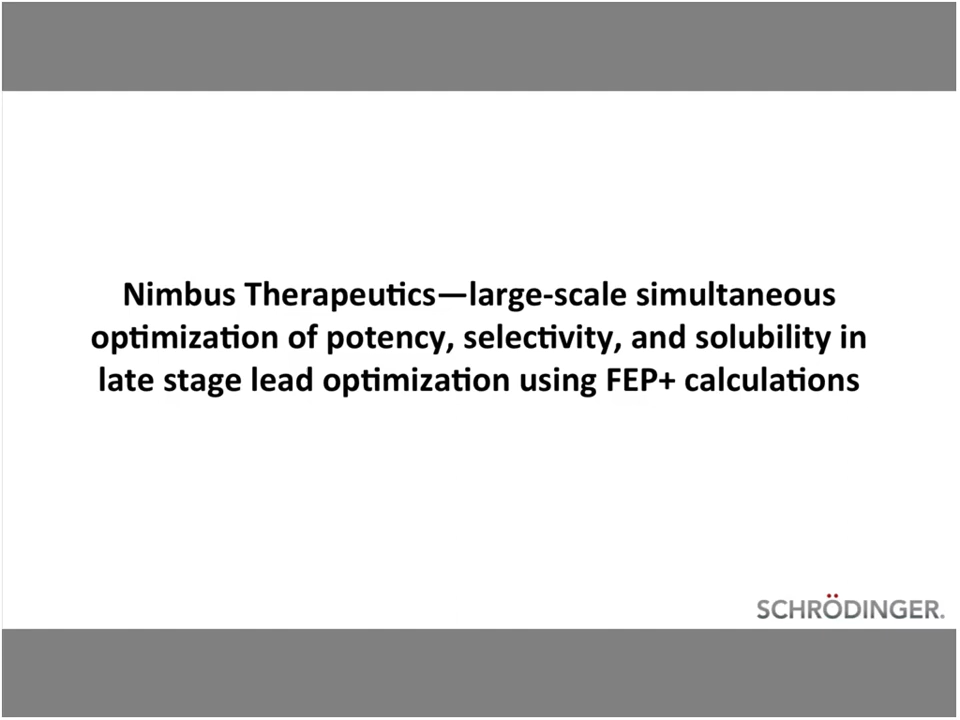 Nimbus Therapeutics—large-scale simultaneous
optimization of potency, selectivity, and solubility in
late stage lead optimization using FEP+ calculations
SCHRÖDINGER.